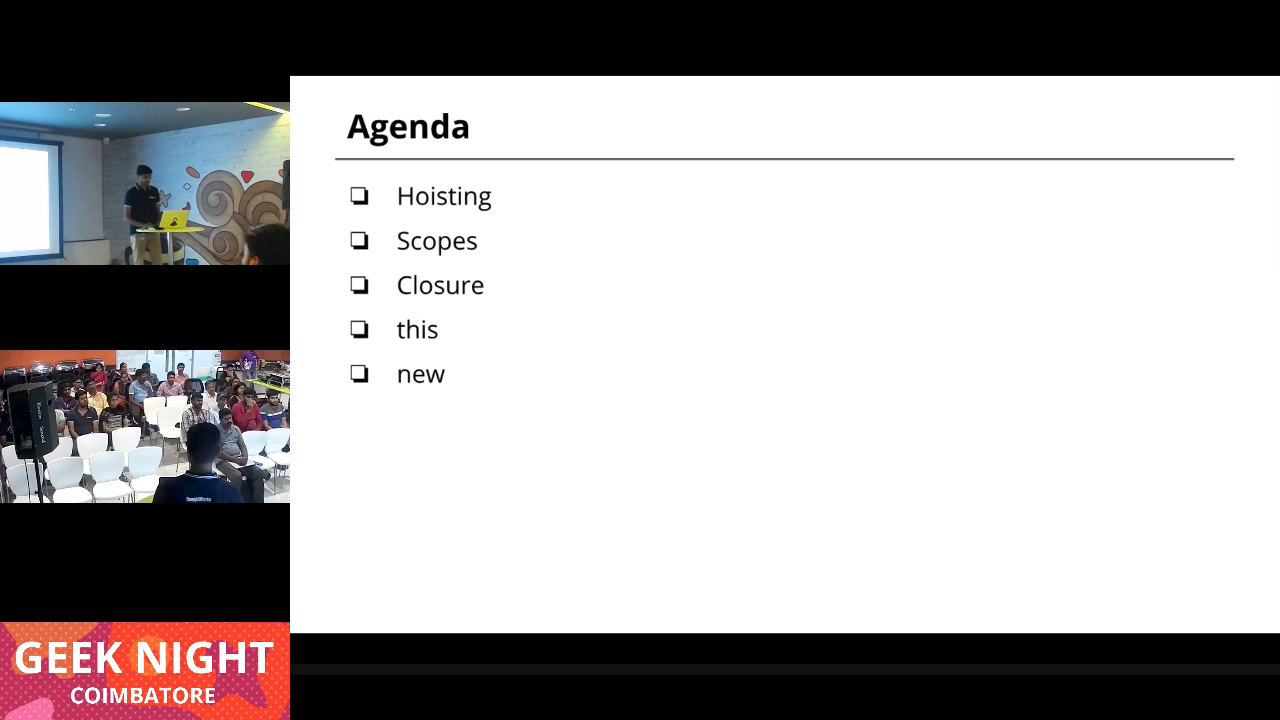 Agenda
Hoisting
Scopes
Closure
this
new
GEEK NIGHT
COIMBATORE